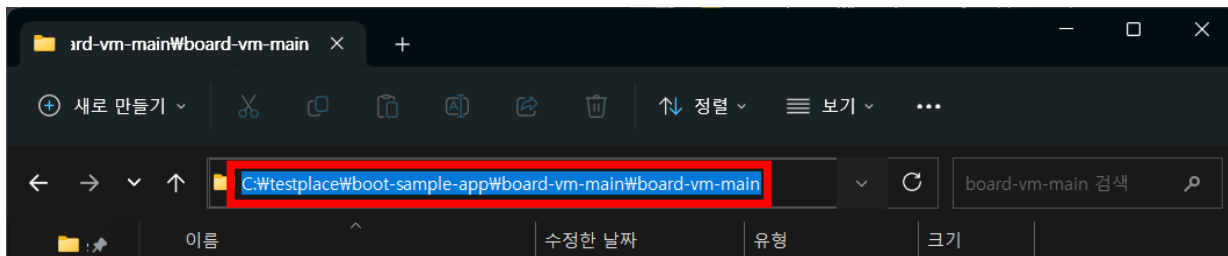 ard-vm-main₩board-vm-main
새로 만들기 정렬 보기
C:₩testplace₩boot-sample-app₩board-vm-main₩board-vm-main board-vm-main 검색
이름 수정한 날짜 유형 크기